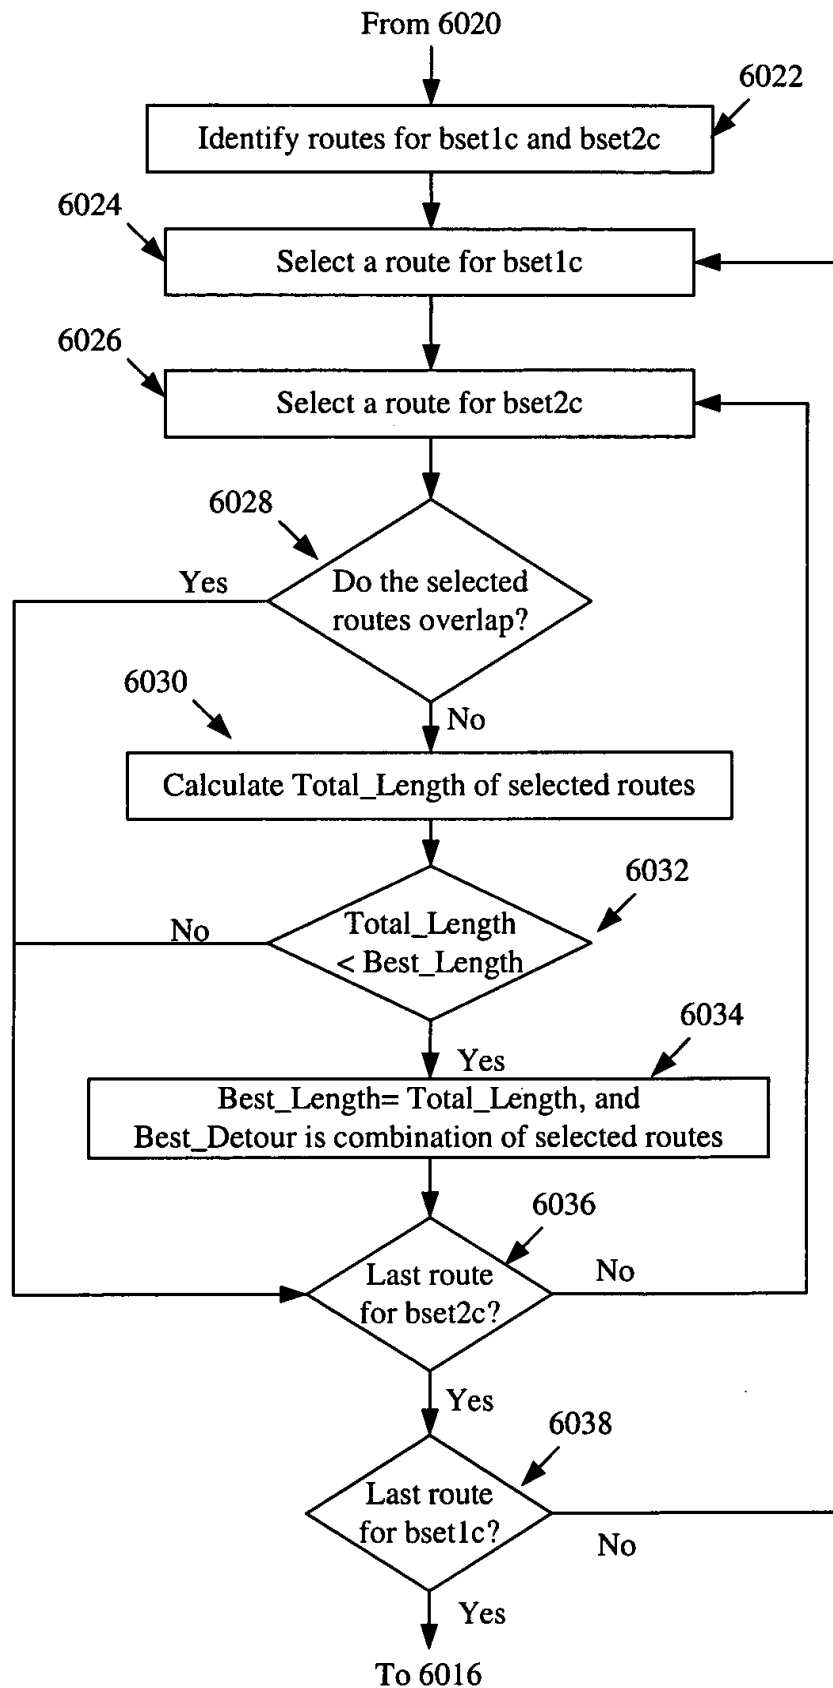 From 6020
6022
Identify routes for bset1c and bset2c
6024
Select a route for bset1c
6026
Select a route for bset2c
6028
Yes
Do the selected
routes overlap?
6030
No
Calculate Total_Length of selected routes
6032
No
Total_Length
< Best_Length
6034
Yes
Best_Length= Total_Length, and
Best_Detour is combination of selected routes
6036
Last route
for bset2c?
No
Yes
6038
Last route
for bset1c?
No
Yes
To 6016